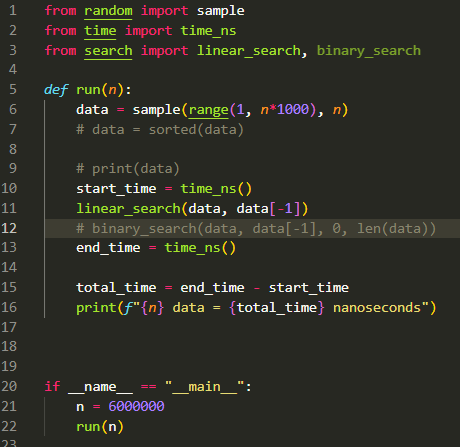 1 from random import sample
2 from time import time_ns
3 from search import linear_search, binary_search
4
5 def run(n):
6     data = sample(range(1, n*1000), n)
7     # data = sorted(data)
8
9     # print(data)
10     start_time = time_ns()
11     linear_search(data, data[-1])
12     # binary_search(data, data[-1], 0, len(data))
13     end_time = time_ns()
14
15     total_time = end_time - start_time
16     print(f"{n} data = {total_time} nanoseconds")
17
18
19
20 if __name__ == "__main__":
21     n = 6000000
22     run(n)
23